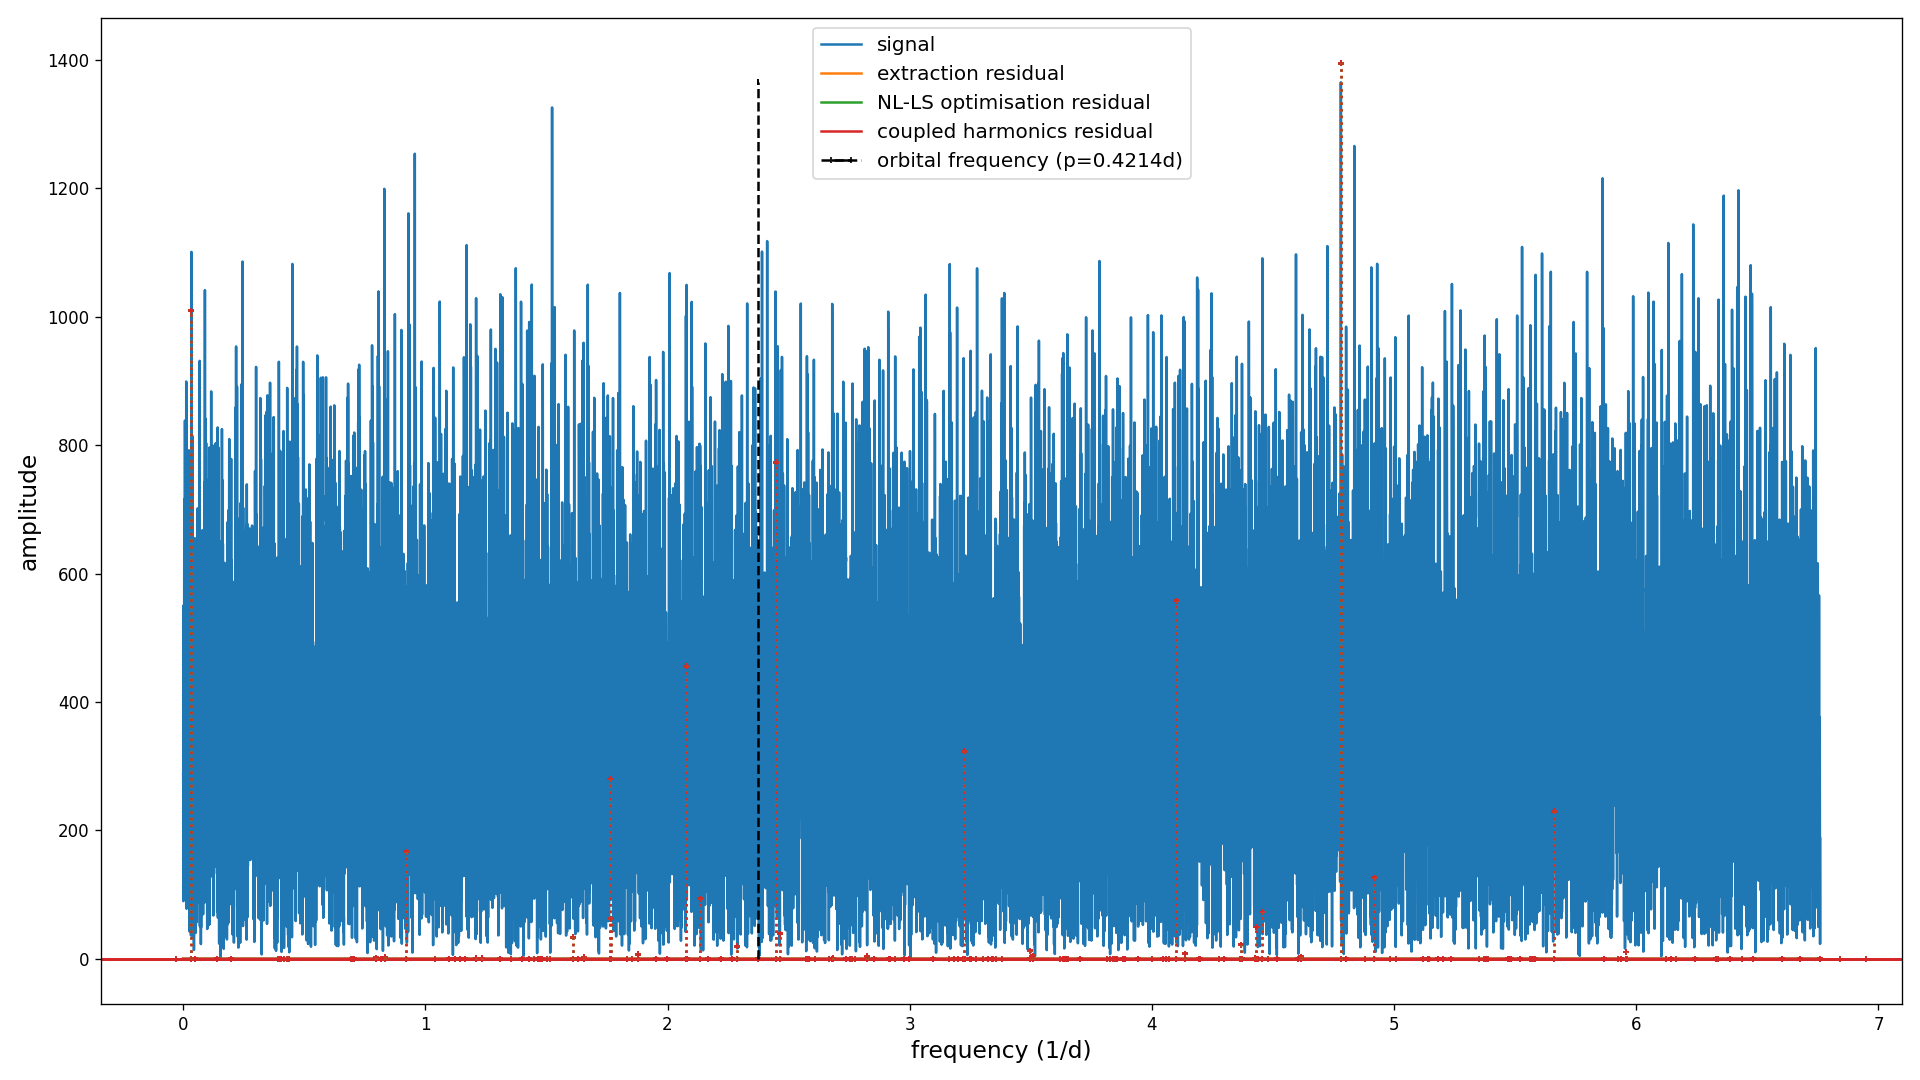 signal
extraction residual
NL-LS optimisation residual
coupled harmonics residual
orbital frequency (p=0.4214d)
amplitude
1400
1200
1000
800
600
400
200
0
0 1 2 3 4 5 6 7
frequency (1/d)